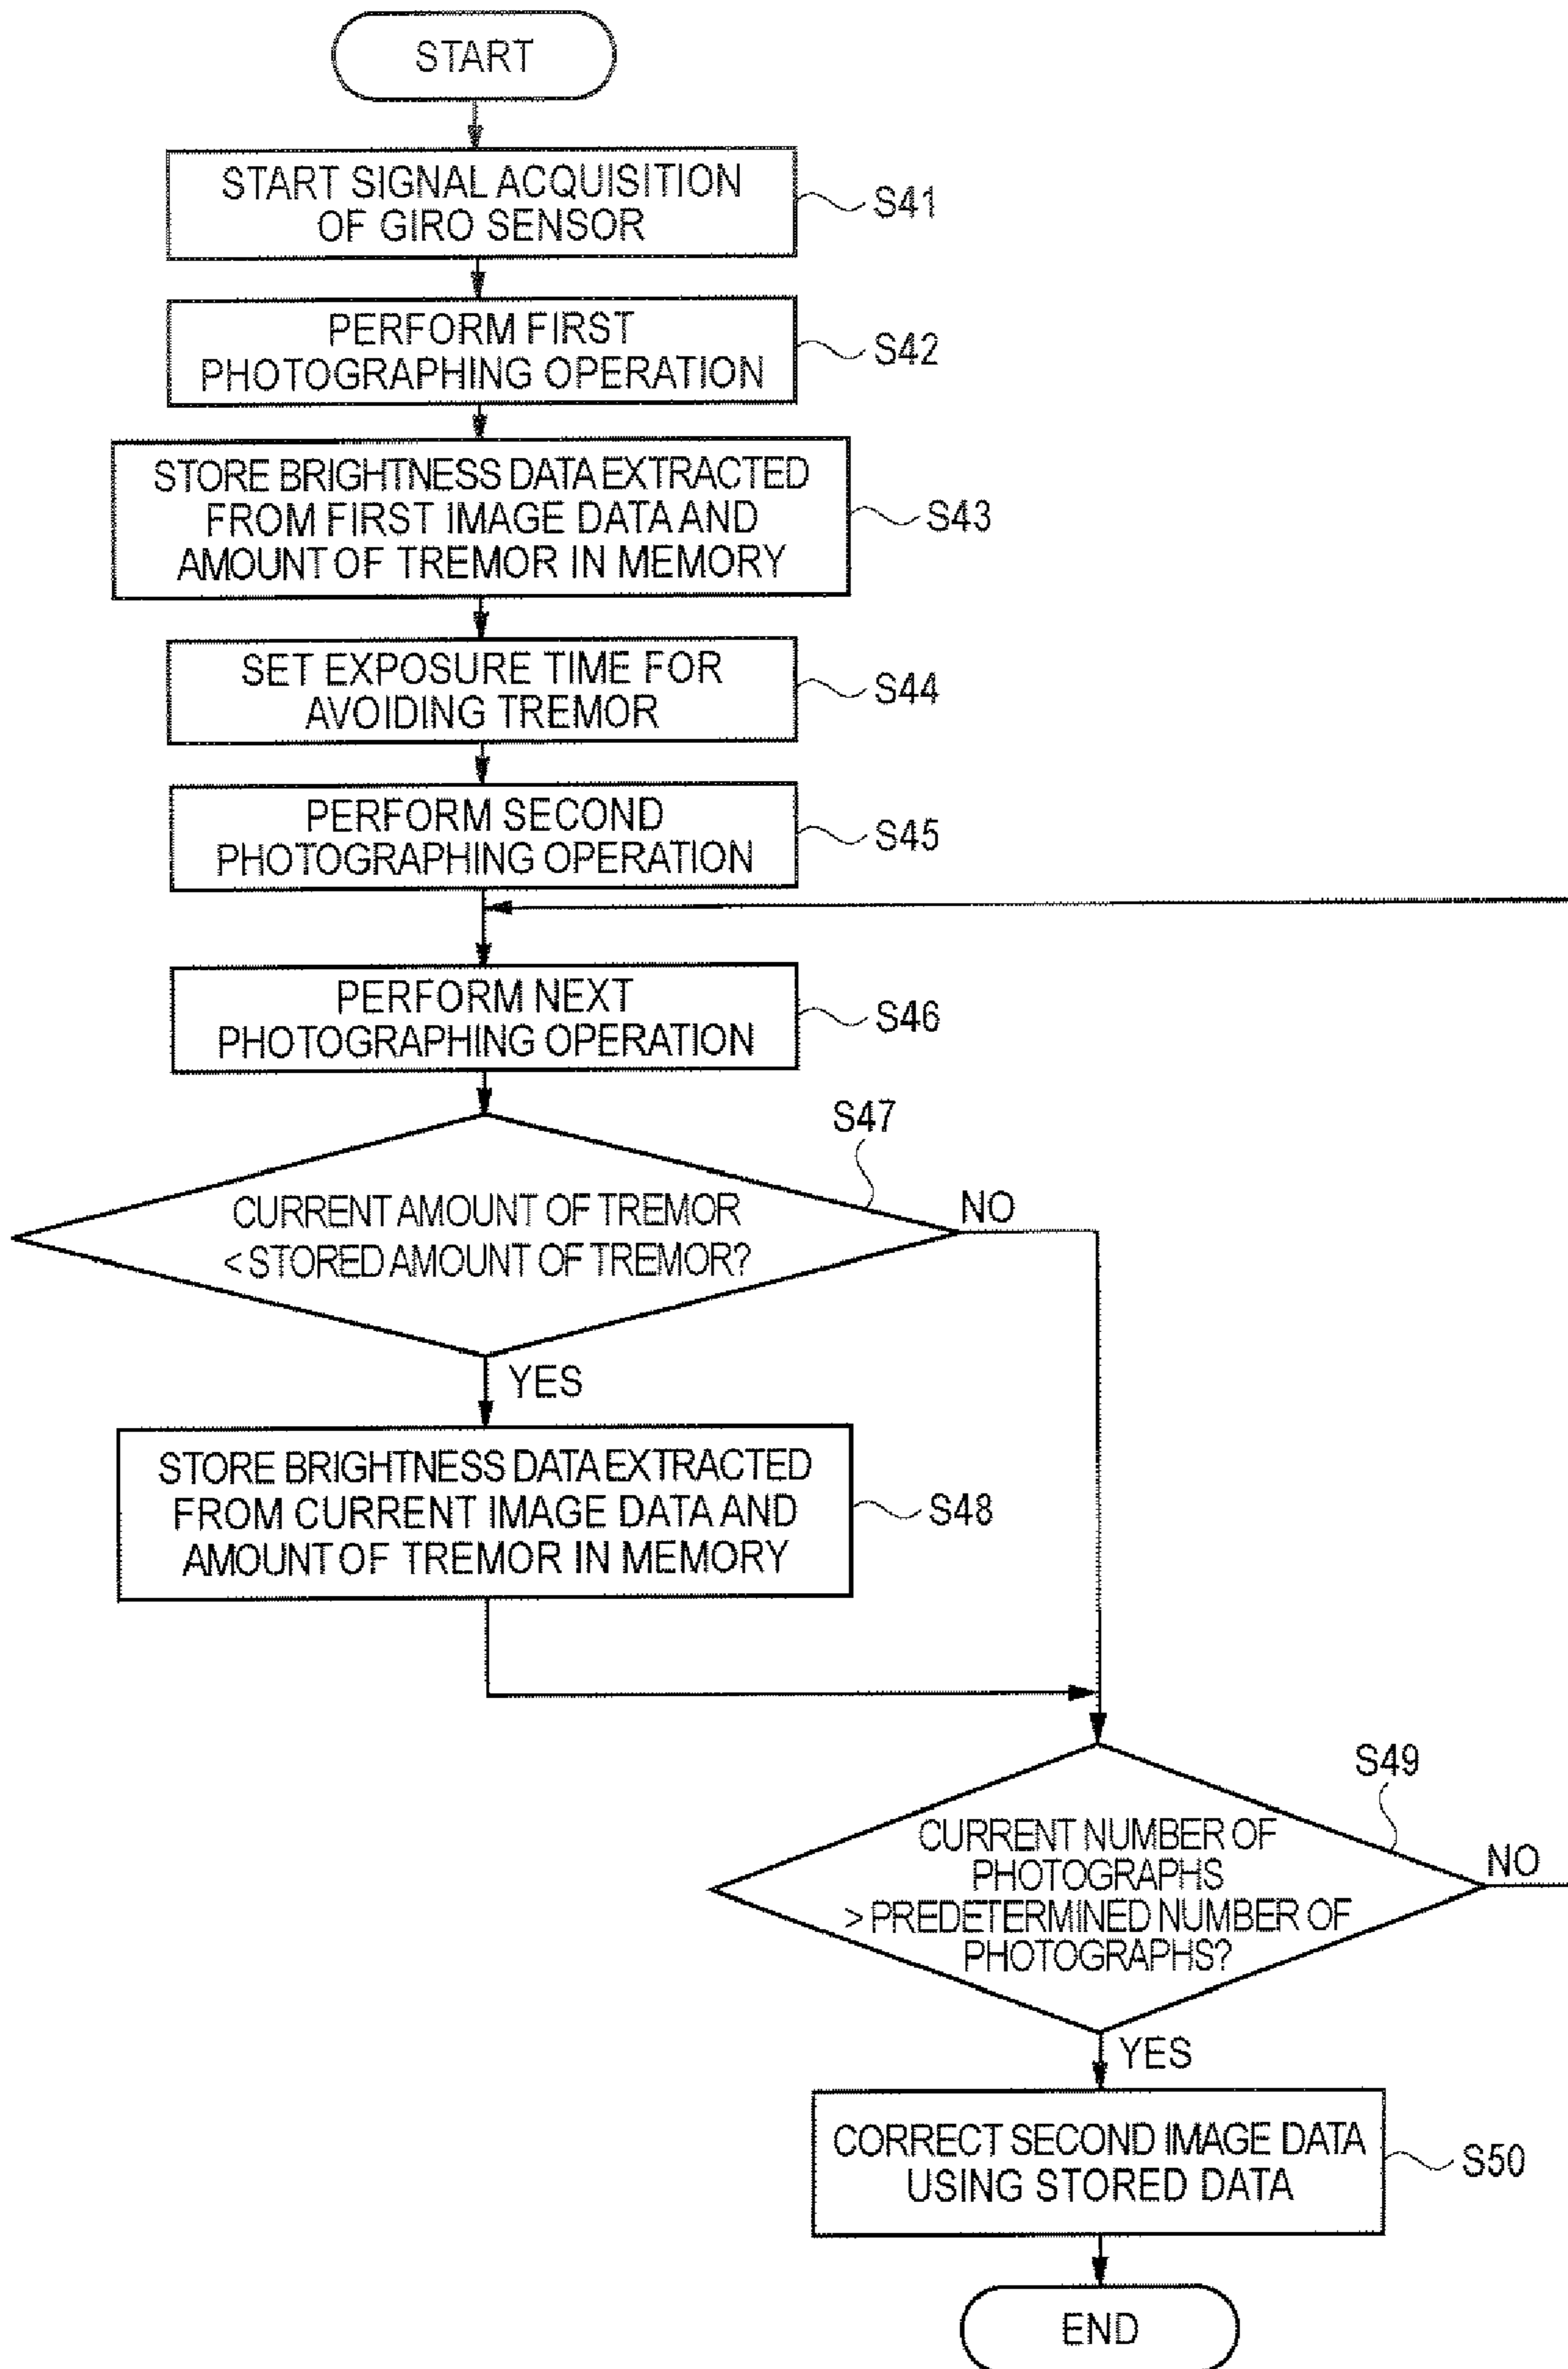 START
START SIGNAL ACQUISITION
OF GIRO SENSOR
S41
PERFORM FIRST
PHOTOGRAPHING OPERATION
S42
STORE BRIGHTNESS DATA EXTRACTED
FROM FIRST IMAGE DATA AND
AMOUNT OF TREMOR IN MEMORY
S43
SET EXPOSURE TIME FOR
AVOIDING TREMOR
S44
PERFORM SECOND
PHOTOGRAPHING OPERATION
S45
PERFORM NEXT
PHOTOGRAPHING OPERATION
S46
S47
CURRENT AMOUNT OF TREMOR
< STORED AMOUNT OF TREMOR?
NO
YES
STORE BRIGHTNESS DATA EXTRACTED
FROM CURRENT IMAGE DATA AND
AMOUNT OF TREMOR IN MEMORY
S48
S49
CURRENT NUMBER OF
PHOTOGRAPHS
> PREDETERMINED NUMBER OF
PHOTOGRAPHS?
NO
YES
CORRECT SECOND IMAGE DATA
USING STORED DATA
S50
END